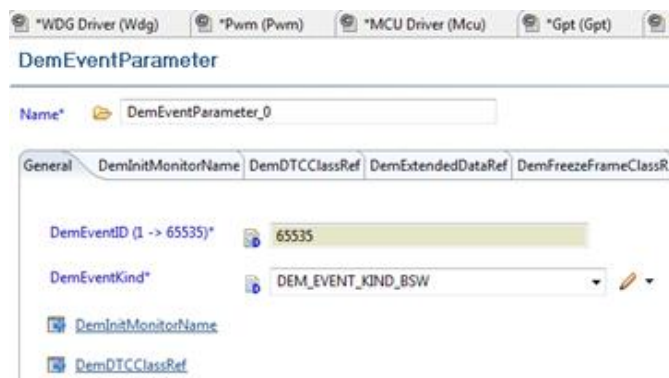 *WDG Driver (Wdg) *Pwm (Pwm) *MCU Driver (Mcu) *Gpt (Gpt)
DemEventParameter
Name* DemEventParameter_0
General DemInitMonitorName DemDTCClassRef DemExtendedDataRef DemFreezeFrameClassR
DemEventID (1 -> 65535)* 65535
DemEventKind* DEM_EVENT_KIND_BSW
DemInitMonitorName
DemDTCClassRef